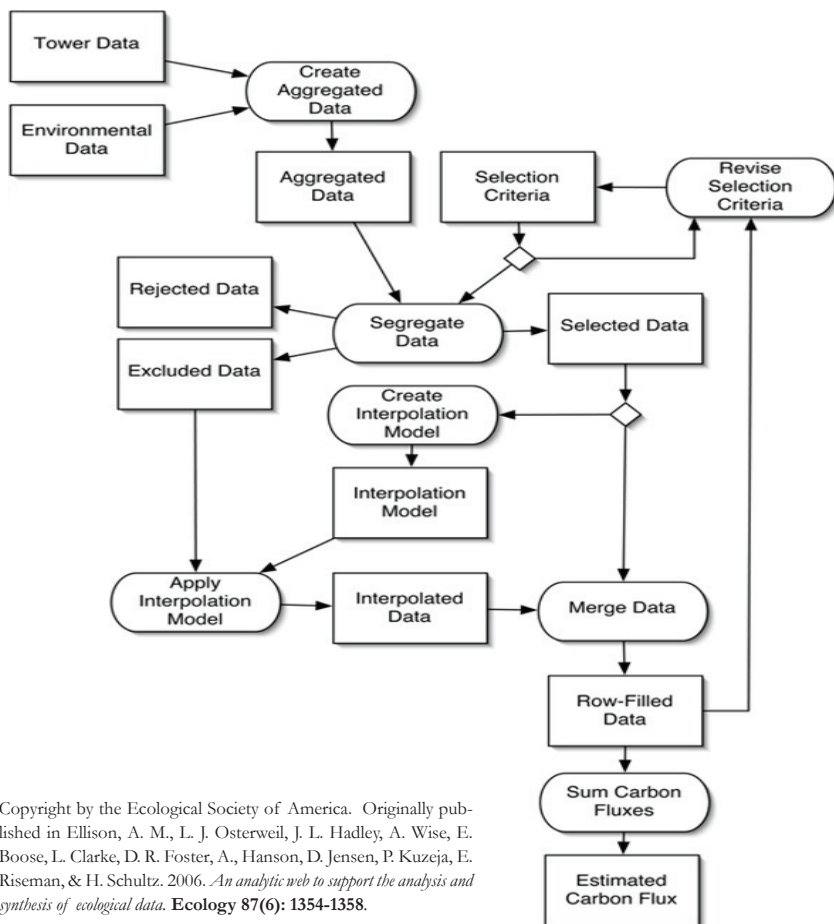 Tower Data
Environmental
Data
Create
Aggregated
Data
Aggregated
Data
Selection
Criteria
Revise
Selection
Criteria
Rejected Data
Segregate
Data
Selected Data
Excluded Data
Create
Interpolation
Model
Interpolation
Model
Apply
Interpolation
Model
Interpolated
Data
Merge Data
Row-Filled
Data
Sum Carbon
Fluxes
Estimated
Carbon Flux
Copyright by the Ecological Society of America. Originally pub-
lished in Ellison, A. M., L. J. Osterweil, J. L. Hadley, A. Wise, E.
Boose, L. Clarke, D. R. Foster, A., Hanson, D. Jensen, P. Kuzeja, E.
Riseman, & H. Schultz. 2006. An analytic web to support the analysis and
synthesis of ecological data. Ecology 87(6): 1354-1358.